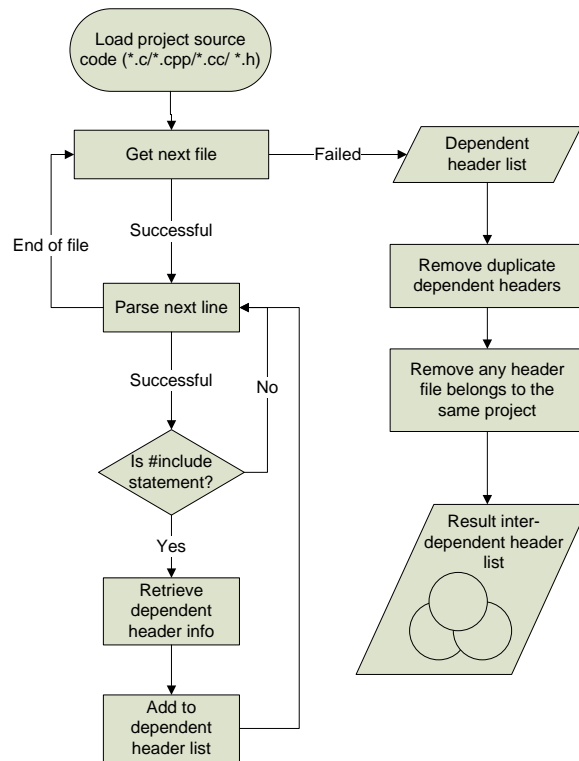 Load project source
code (*.c/*.cpp/*.cc/ *.h)
Get next file
Failed
Dependent
header list
Successful
End of file
Remove duplicate
dependent headers
Parse next line
Remove any header
file belongs to the
same project
Successful
No
Is #include
statement?
Yes
Result inter-
dependent header
list
Retrieve
dependent
header info
Add to
dependent
header list